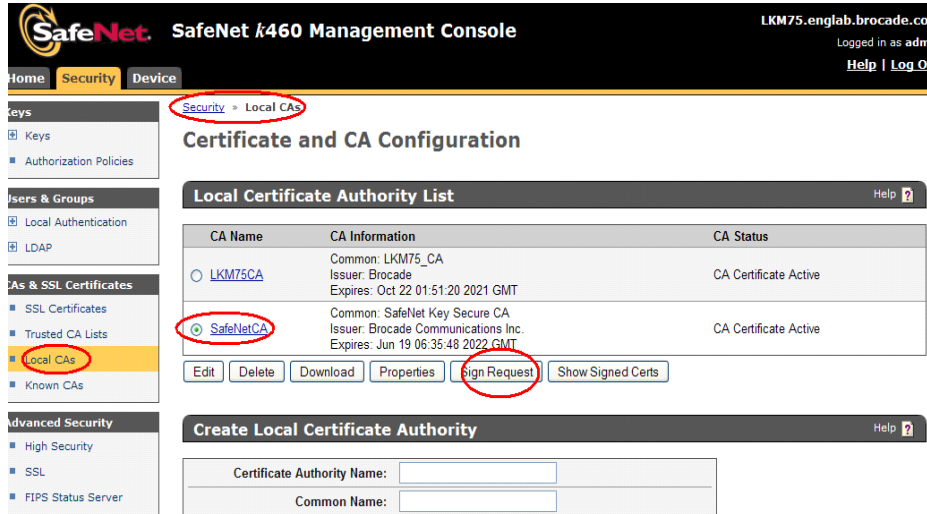 SafeNet. SafeNet k460 Management Console
LKM75.englab.brocade.co
Logged in as adm
Help | Log O
Home Security Device
Keys
Keys
Authorization Policies
Users & Groups
Local Authentication
LDAP
CAs & SSL Certificates
SSL Certificates
Trusted CA Lists
Local CAs
Known CAs
Advanced Security
High Security
SSL
FIPS Status Server
Security » Local CAs
Certificate and CA Configuration
Local Certificate Authority List Help ?
CA Name CA Information CA Status
LKM75CA
Common: LKM75_CA
Issuer: Brocade
Expires: Oct 22 01:51:20 2021 GMT
CA Certificate Active
SafeNetCA
Common: SafeNet Key Secure CA
Issuer: Brocade Communications Inc.
Expires: Jun 19 06:35:48 2022 GMT
CA Certificate Active
Edit Delete Download Properties Sign Request Show Signed Certs
Create Local Certificate Authority Help ?
Certificate Authority Name:
Common Name: